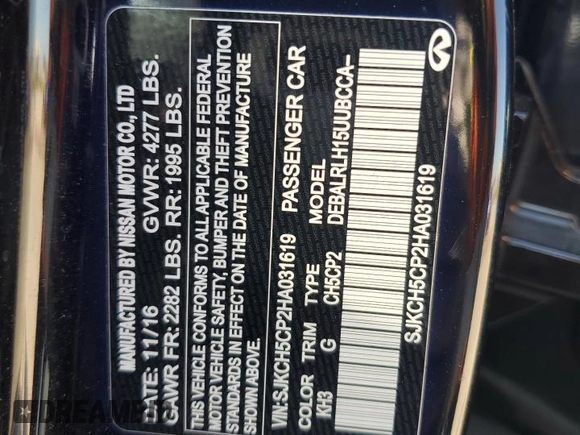 MANUFACTURED BY NISSAN MOTOR CO., LTD
DATE: 11/16 GVWR: 4277 LBS.
GAWR FR: 2282 LBS. RR: 1995 LBS.
THIS VEHICLE CONFORMS TO ALL APPLICABLE FEDERAL
MOTOR VEHICLE SAFETY, BUMPER AND THEFT PREVENTION
STANDARDS IN EFFECT ON THE DATE OF MANUFACTURE
SHOWN ABOVE.
VIN:SJKCH5CP2HA031619 PASSENGER CAR
COLOR TRIM TYPE MODEL
KH3 G CH5CP2 DEBALRLH15UUBCCA-
SJKCH5CP2HA031619